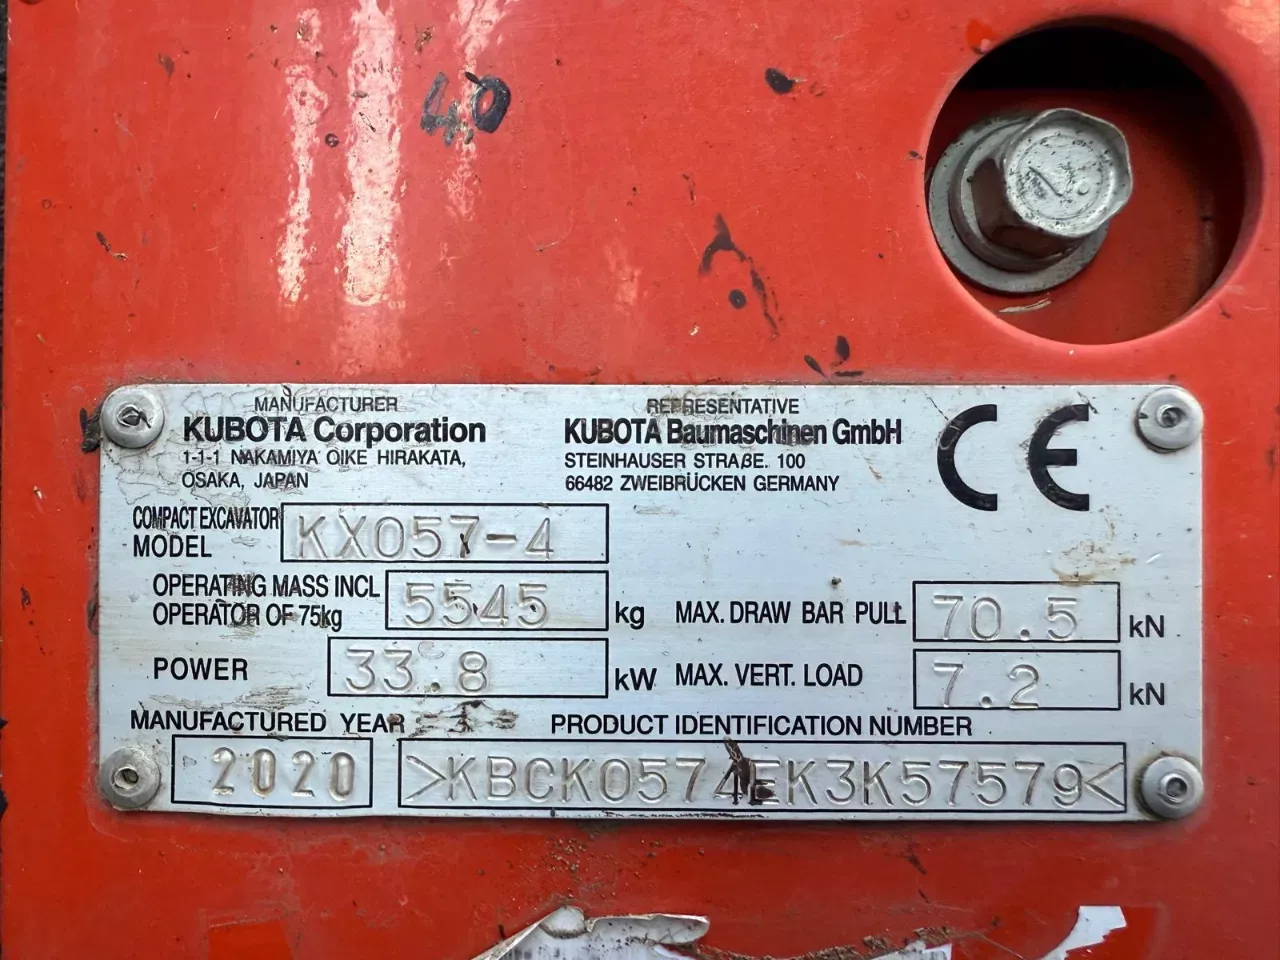 4.0
MANUFACTURER
KUBOTA Corporation
1-1-1 NAKAMIYA OIKE HIRAKATA,
OSAKA, JAPAN
REPRESENTATIVE
KUBOTA Baumaschinen GmbH
STEINHAUSER STRAßE. 100
66482 ZWEIBRÜCKEN GERMANY
CE
COMPACT EXCAVATOR
MODEL KX057-4
OPERATING MASS INCL
OPERATOR OF 75kg 5545 kg
MAX. DRAW BAR PULL 70.5 kN
POWER 33.8 kW
MAX. VERT. LOAD 7.2 kN
MANUFACTURED YEAR
2020
PRODUCT IDENTIFICATION NUMBER
>KBCK0574EK3K57579<